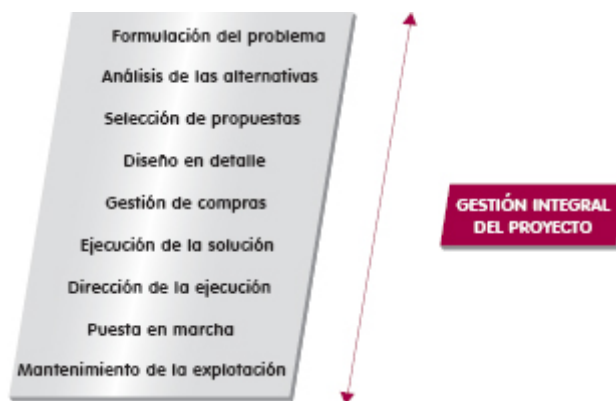 Formulación del problema
Análisis de las alternativas
Selección de propuestas
Diseño en detalle
Gestión de compras
Ejecución de la solución
Dirección de la ejecución
Puesta en marcha
Mantenimiento de la explotación
GESTIÓN INTEGRAL
DEL PROYECTO